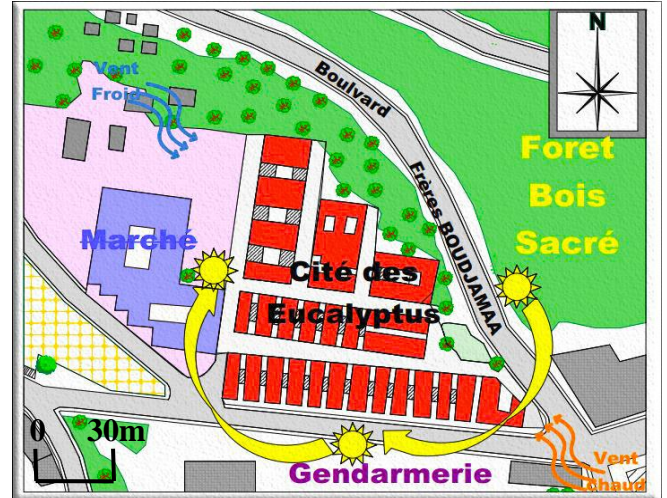 N
Vent
Froid
Boulvard
Frères BOUDJAMAA
Foret
Bois
Sacré
Marché
Cité des
Eucalyptus
0 30m
Gendarmerie
Vent
Chaud